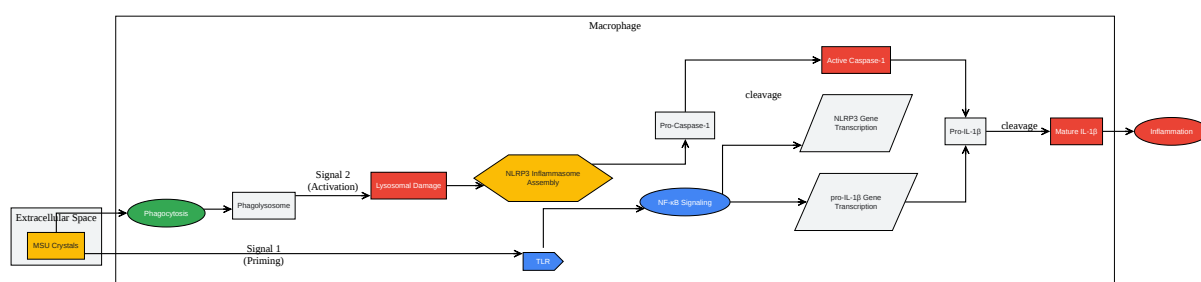 Macrophage
Active Caspase-1
cleavage
NLRP3 Gene
Transcription
Pro-Caspase-1
Pro-IL-1β
cleavage
Mature IL-1β
Inflammation
Signal 2
(Activation)
Lysosomal Damage
NLRP3 Inflammasome
Assembly
Phagolysosome
NF-κB Signaling
pro-IL-1β Gene
Transcription
Phagocytosis
Extracellular Space
MSU Crystals
Signal 1
(Priming)
TLR